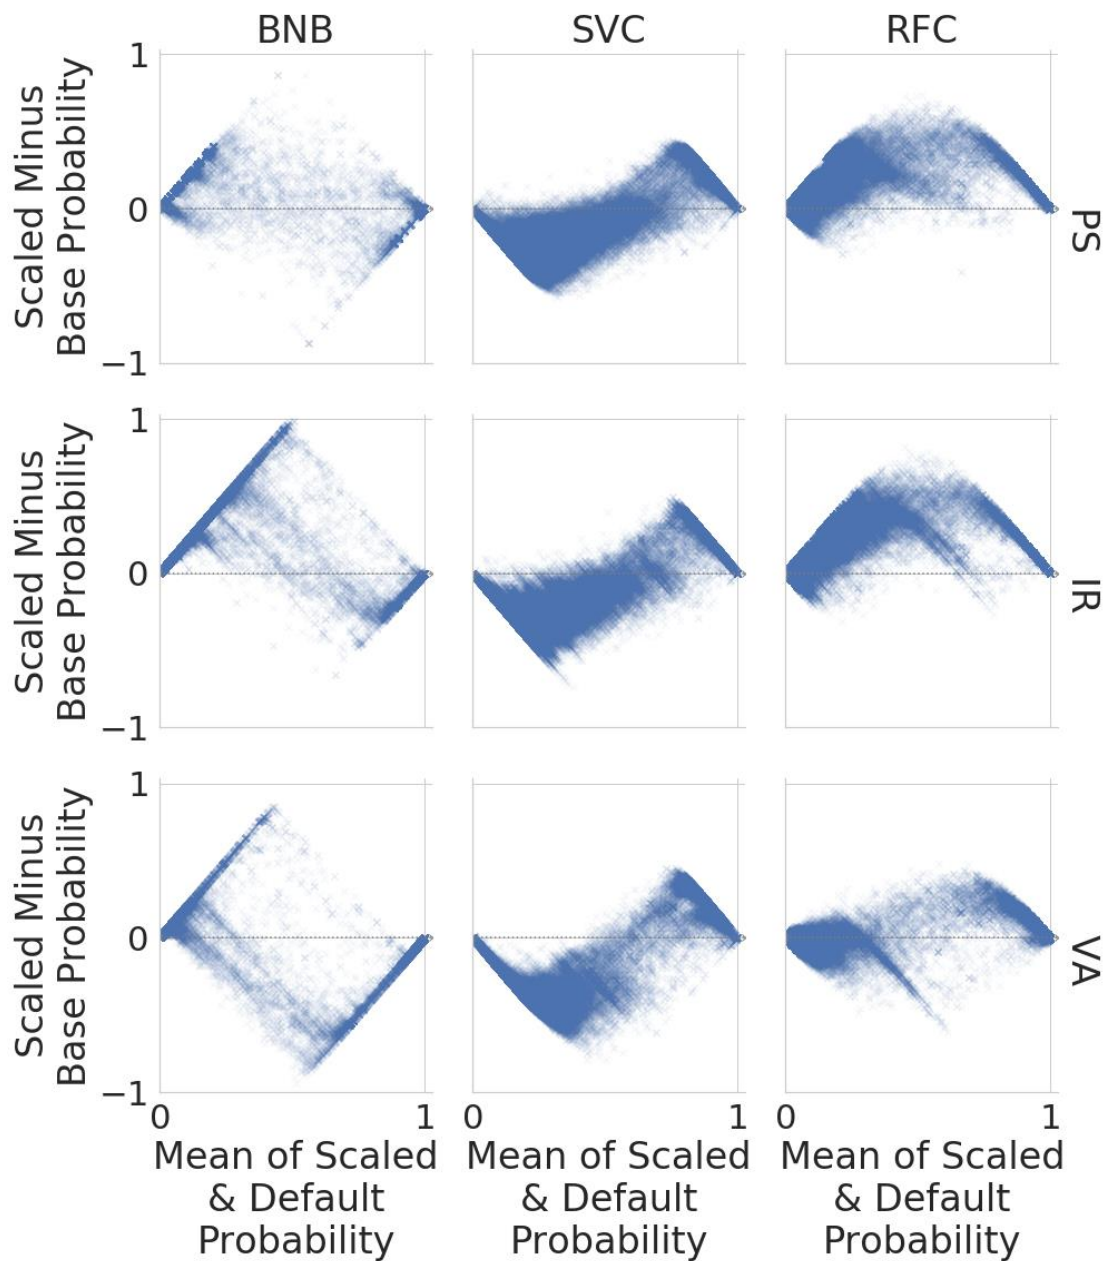 BNB
SVC
RFC
Scaled Minus
Base Probability
1
0
−1
PS
Scaled Minus
Base Probability
1
0
−1
IR
Scaled Minus
Base Probability
1
0
−1
VA
0
1
0
1
0
1
Mean of Scaled
& Default
Probability
Mean of Scaled
& Default
Probability
Mean of Scaled
& Default
Probability